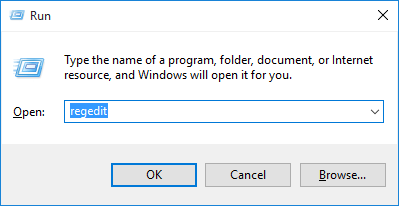 Run
Type the name of a program, folder, document, or Internet
resource, and Windows will open it for you.
Open: regedit
OK Cancel Browse...